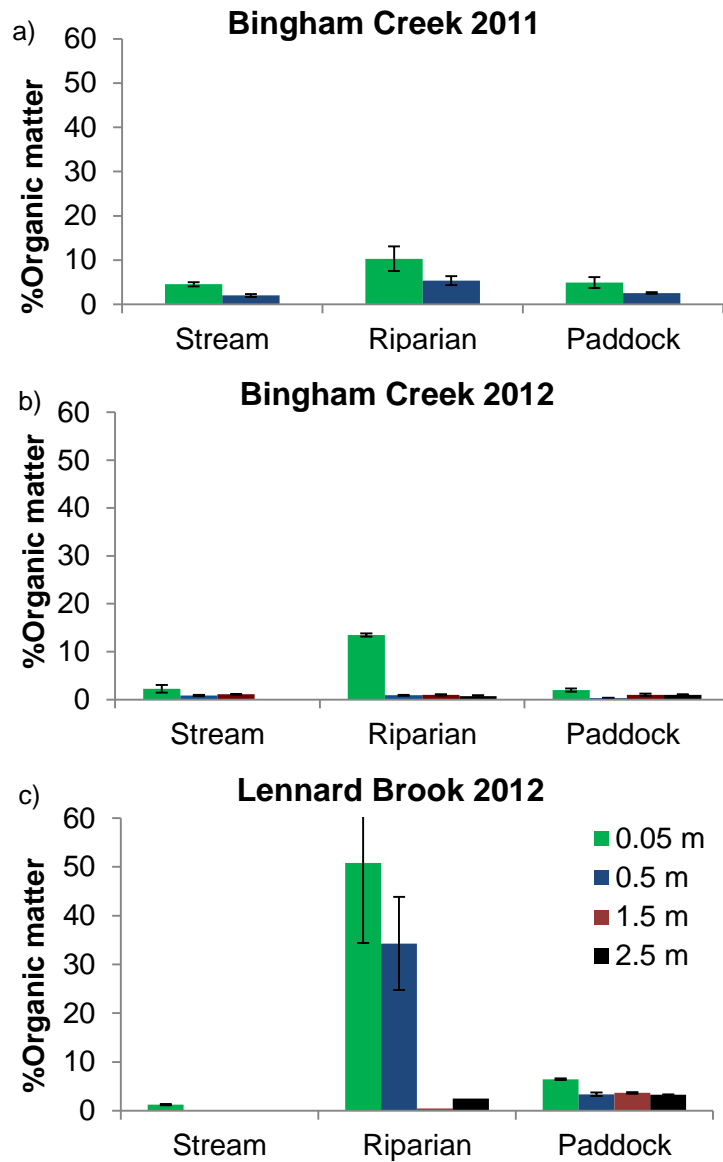 a)
Bingham Creek 2011
%Organic matter
60
50
40
30
20
10
0
Stream Riparian Paddock
b)
Bingham Creek 2012
%Organic matter
60
50
40
30
20
10
0
Stream Riparian Paddock
c)
Lennard Brook 2012
%Organic matter
60
50
40
30
20
10
0
0.05 m
0.5 m
1.5 m
2.5 m
Stream Riparian Paddock